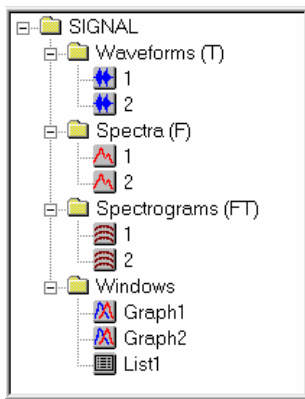 SIGNAL
Waveforms (T)
1
2
Spectra (F)
1
2
Spectrograms (FT)
1
2
Windows
Graph1
Graph2
List1